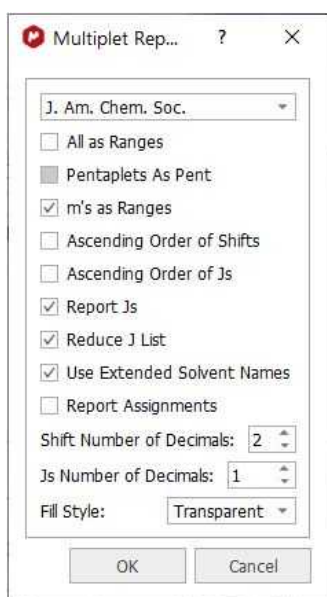 Multiplet Rep... ? ×
J. Am. Chem. Soc.
All as Ranges
Pentaplets As Pent
m's as Ranges
Ascending Order of Shifts
Ascending Order of Js
Report Js
Reduce J List
Use Extended Solvent Names
Report Assignments
Shift Number of Decimals: 2
Js Number of Decimals: 1
Fill Style: Transparent
OK Cancel